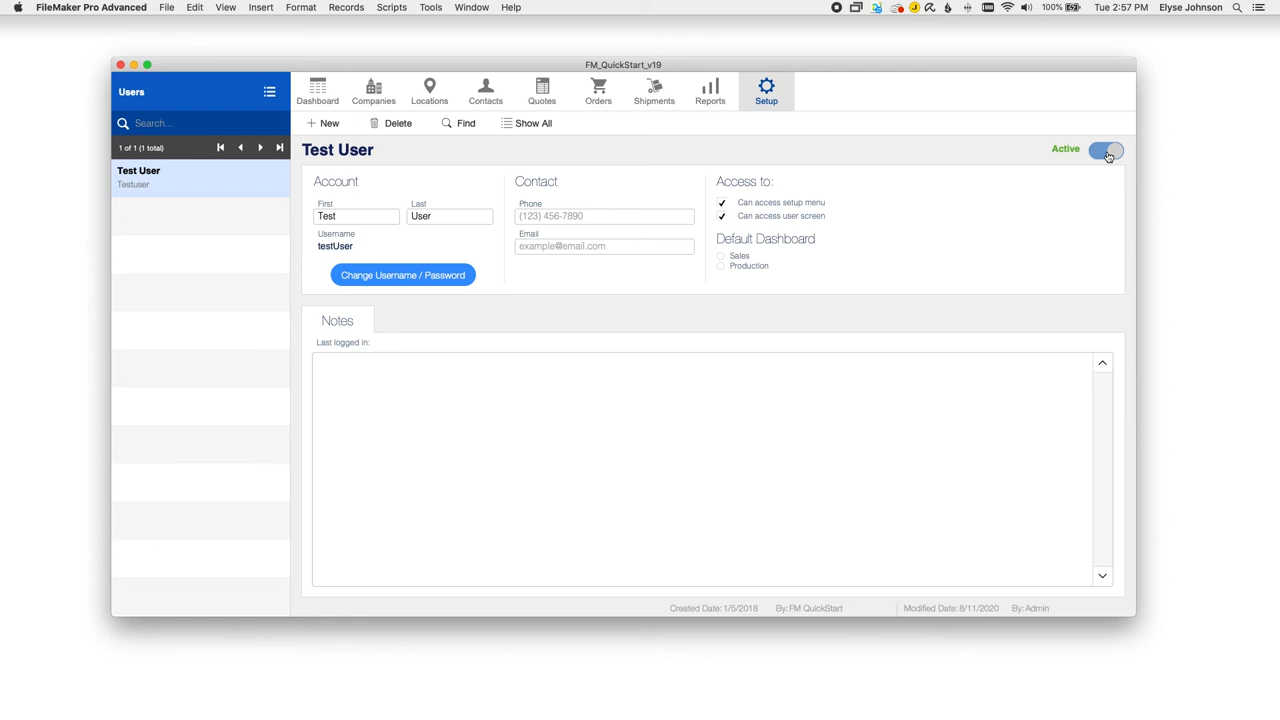 FileMaker Pro Advanced File Edit View Insert Format Records Scripts Tools Window Help 100% Tue 2:57 PM Elyse Johnson
FM_QuickStart_v19
Users
Dashboard Companies Locations Contacts Quotes Orders Shipments Reports Setup
Search...
New Delete Find Show All
1 of 1 (1 total)
Test User Active
Test User
Testuser
Account Contact Access to:
First Last Phone Can access setup menu
Test User (123) 456-7890 Can access user screen
Username Email Default Dashboard
testUser example@email.com Sales
Change Username / Password Production
Notes
Last logged in:
Created Date: 1/5/2018 By: FM QuickStart Modified Date: 8/11/2020 By: Admin